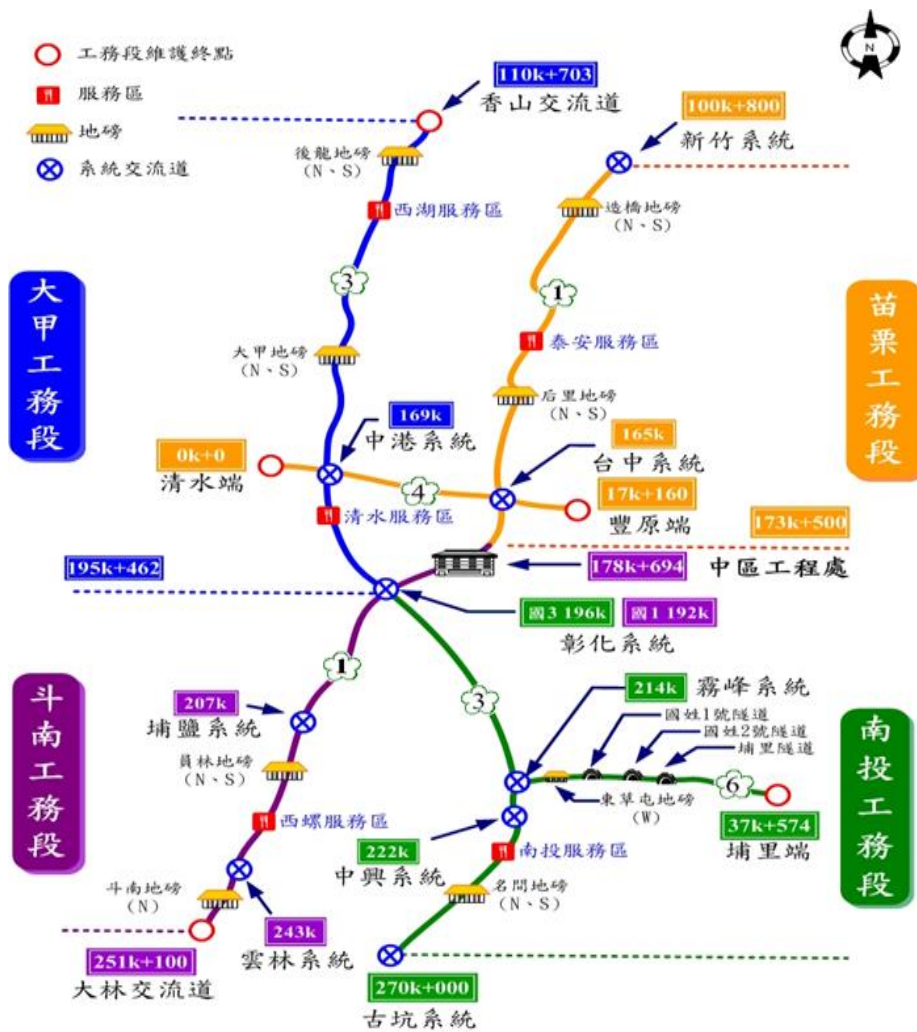 N
工務段維護終點
服務區
地磅
系統交流道
110k+703
香山交流道
100k+800
新竹系統
後龍地磅
(N、S)
西湖服務區
造橋地磅
(N、S)
3
1
大甲工務段
苗栗工務段
泰安服務區
大甲地磅
(N、S)
后里地磅
(N、S)
169k
中港系統
165k
台中系統
0k+0
清水端
4
17k+160
豐原端
清水服務區
173k+500
中區工程處
178k+694
195k+462
國3 196k
國1 192k
彰化系統
1
3
斗南工務段
南投工務段
207k
埔鹽系統
214k
霧峰系統
國姓1號隧道
國姓2號隧道
埔里隧道
員林地磅
(N、S)
6
東草屯地磅
(W)
37k+574
埔里端
西螺服務區
222k
中興系統
南投服務區
斗南地磅
(N)
名間地磅
(N、S)
243k
雲林系統
251k+100
大林交流道
270k+000
古坑系統